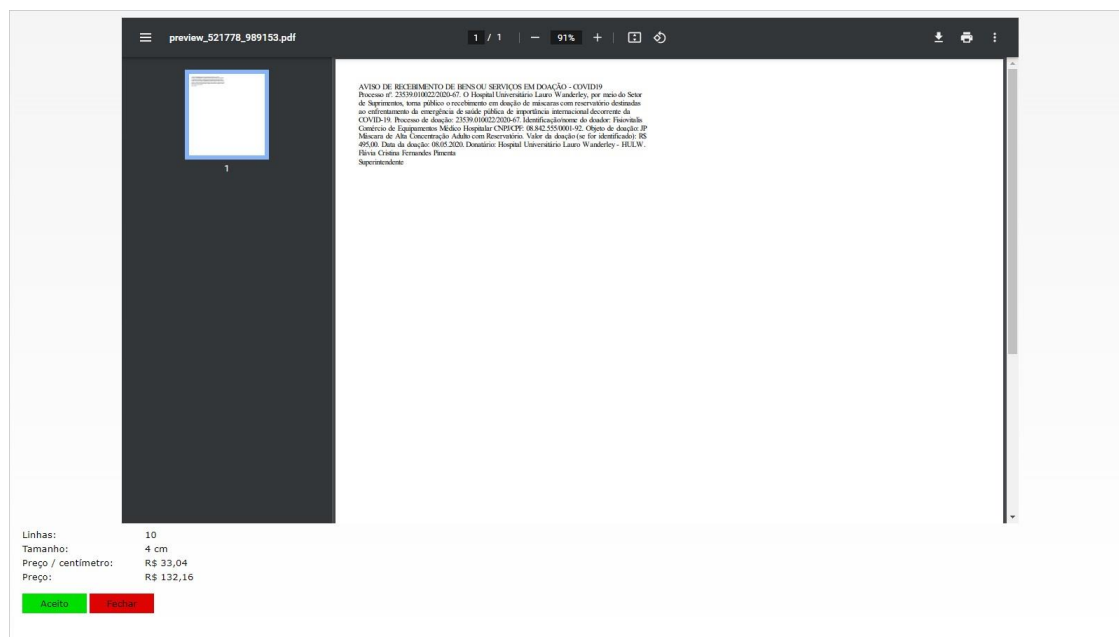 preview_521778_989153.pdf
1 / 1
91%
1
AVISO DE RECEBIMENTO DE BENS OU SERVIÇOS EM DOAÇÃO - COVID19
Processo nº. 23539.010022/2020-67. O Hospital Universitário Lauro Wanderley, por meio do Setor
de Suprimentos, torna público o recebimento em doação de máscaras com reservatório destinadas
ao enfrentamento da emergência de saúde pública de importância internacional decorrente da
COVID-19. Processo de doação: 23539.010022/2020-67. Identificação/nome do doador: Fisiovitalis
Comércio de Equipamentos Médico Hospitalar CNPJ/CPF: 08.842.555/0001-92. Objeto de doação: JP
Máscara de Alta Concentração Adulto com Reservatório. Valor da doação (se for identificado): R$
495,00. Data da doação: 08.05.2020. Donatário: Hospital Universitário Lauro Wanderley - HULW.
Flávia Cristina Fernandes Pimenta
Superintendente
Linhas: 10
Tamanho: 4 cm
Preço / centímetro: R$ 33,04
Preço: R$ 132,16
Aceito Fechar